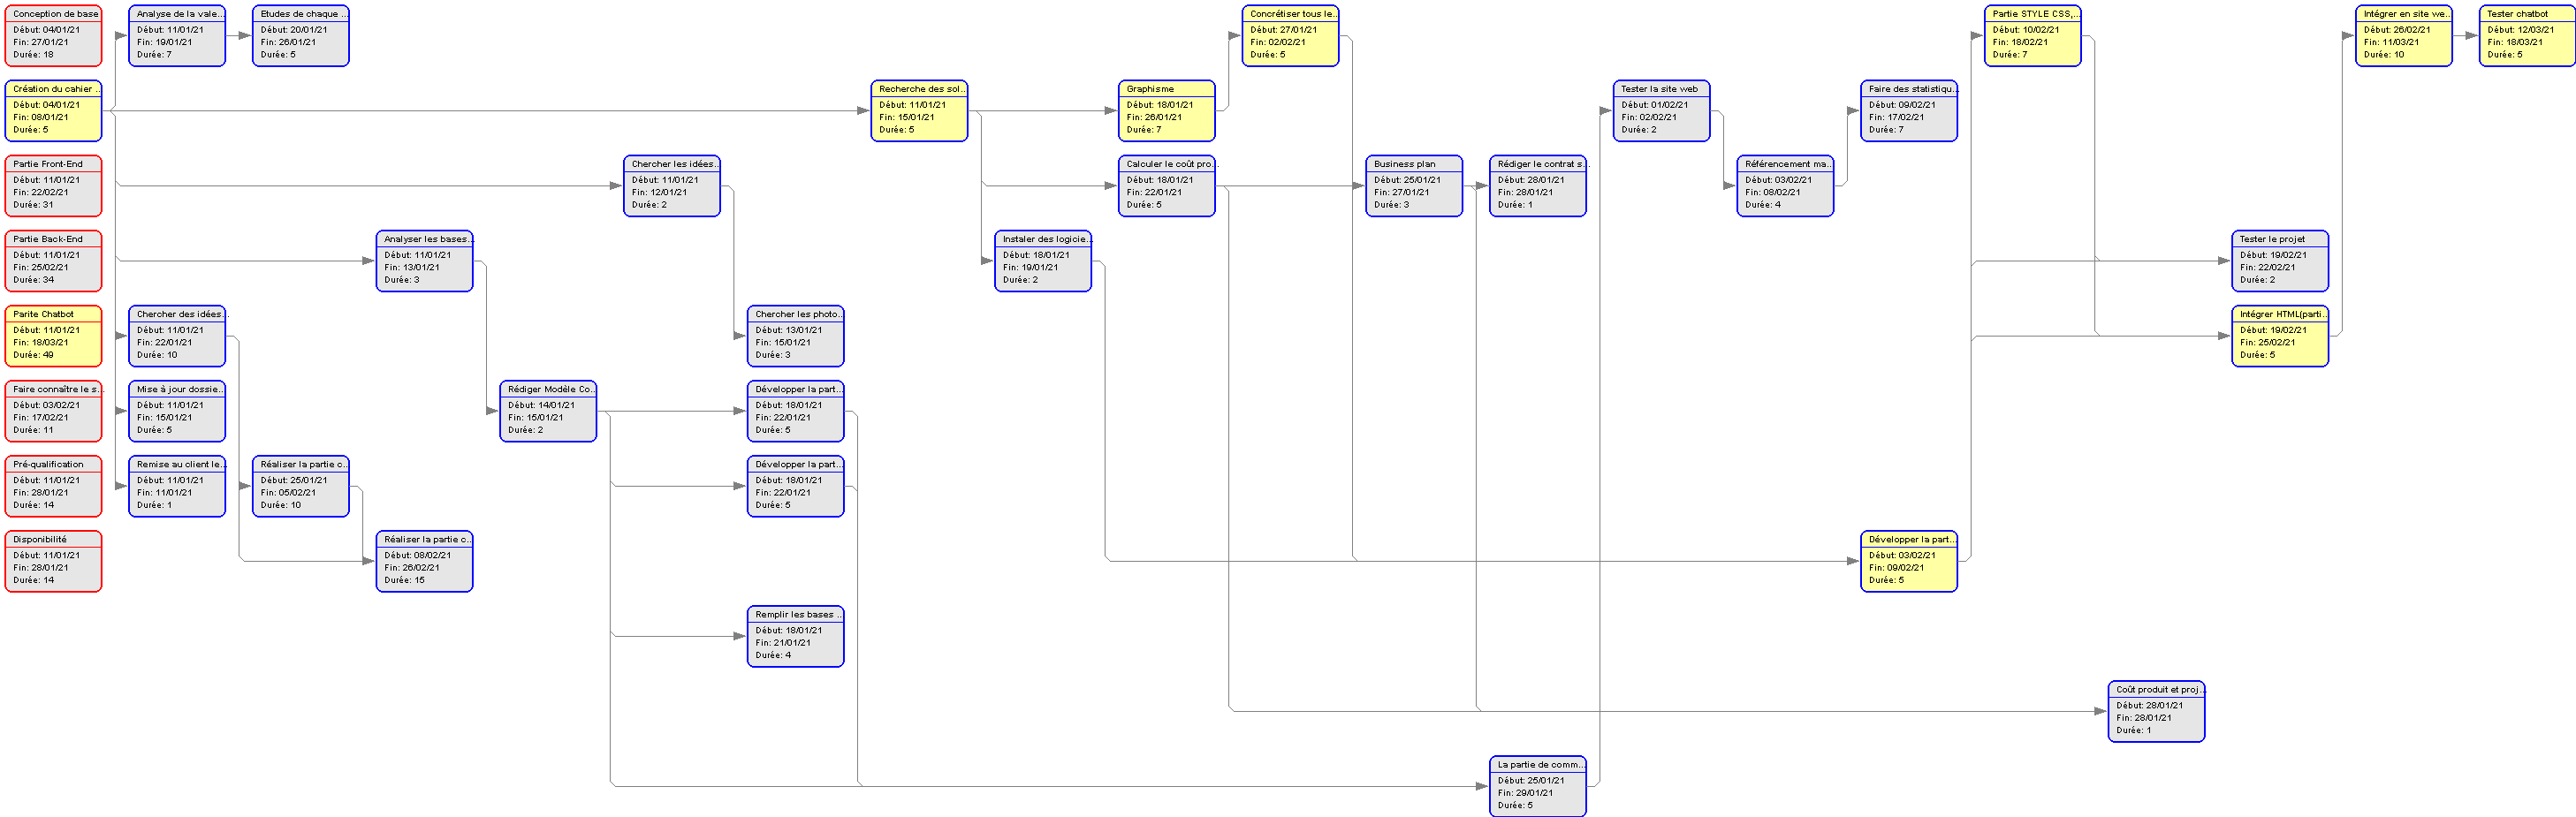 Conception de base
Début: 04/01/21
Fin: 27/01/21
Durée: 18
Analyse de la vale...
Début: 11/01/21
Fin: 19/01/21
Durée: 7
Etudes de chaque ...
Début: 20/01/21
Fin: 26/01/21
Durée: 5
Concrétiser tous le...
Début: 27/01/21
Fin: 02/02/21
Durée: 5
Partie STYLE CSS,...
Début: 10/02/21
Fin: 18/02/21
Durée: 7
Intégrer en site we...
Début: 26/02/21
Fin: 11/03/21
Durée: 10
Tester chatbot
Début: 12/03/21
Fin: 18/03/21
Durée: 5
Création du cahier ...
Début: 04/01/21
Fin: 08/01/21
Durée: 5
Recherche des sol...
Début: 11/01/21
Fin: 15/01/21
Durée: 5
Graphisme
Début: 18/01/21
Fin: 26/01/21
Durée: 7
Tester la site web
Début: 01/02/21
Fin: 02/02/21
Durée: 2
Faire des statistiqu...
Début: 09/02/21
Fin: 17/02/21
Durée: 7
Partie Front-End
Début: 11/01/21
Fin: 22/02/21
Durée: 31
Chercher les idées...
Début: 11/01/21
Fin: 12/01/21
Durée: 2
Calculer le coût pro...
Début: 18/01/21
Fin: 22/01/21
Durée: 5
Business plan
Début: 25/01/21
Fin: 27/01/21
Durée: 3
Rédiger le contrat s...
Début: 28/01/21
Fin: 28/01/21
Durée: 1
Référencement ma...
Début: 03/02/21
Fin: 08/02/21
Durée: 4
Partie Back-End
Début: 11/01/21
Fin: 25/02/21
Durée: 34
Analyser les bases...
Début: 11/01/21
Fin: 13/01/21
Durée: 3
Instaler des logicie...
Début: 18/01/21
Fin: 19/01/21
Durée: 2
Tester le projet
Début: 19/02/21
Fin: 22/02/21
Durée: 2
Parite Chatbot
Début: 11/01/21
Fin: 18/03/21
Durée: 49
Chercher des idées...
Début: 11/01/21
Fin: 22/01/21
Durée: 10
Chercher les photo...
Début: 13/01/21
Fin: 15/01/21
Durée: 3
Intégrer HTML(parti...
Début: 19/02/21
Fin: 25/02/21
Durée: 5
Faire connaître le s...
Début: 03/02/21
Fin: 17/02/21
Durée: 11
Mise à jour dossie...
Début: 11/01/21
Fin: 15/01/21
Durée: 5
Rédiger Modèle Co...
Début: 14/01/21
Fin: 15/01/21
Durée: 2
Développer la part...
Début: 18/01/21
Fin: 22/01/21
Durée: 5
Pré-qualification
Début: 11/01/21
Fin: 28/01/21
Durée: 14
Remise au client le...
Début: 11/01/21
Fin: 11/01/21
Durée: 1
Réaliser la partie c...
Début: 25/01/21
Fin: 05/02/21
Durée: 10
Développer la part...
Début: 18/01/21
Fin: 22/01/21
Durée: 5
Disponibilité
Début: 11/01/21
Fin: 28/01/21
Durée: 14
Réaliser la partie c...
Début: 08/02/21
Fin: 26/02/21
Durée: 15
Développer la part...
Début: 03/02/21
Fin: 09/02/21
Durée: 5
Remplir les bases ...
Début: 18/01/21
Fin: 21/01/21
Durée: 4
Coût produit et proj...
Début: 28/01/21
Fin: 28/01/21
Durée: 1
La partie de comm...
Début: 25/01/21
Fin: 29/01/21
Durée: 5